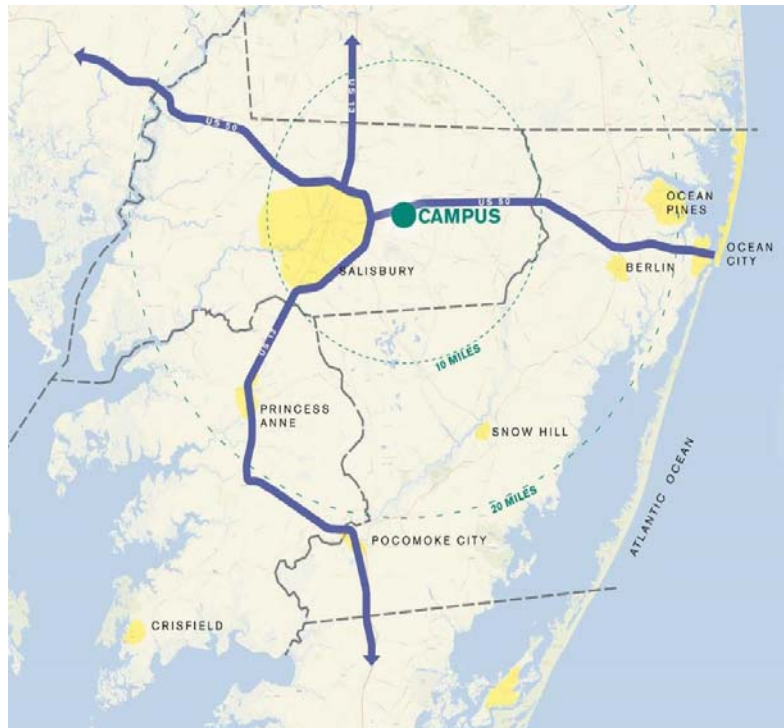 US 50
US 13
CAMPUS
US 50
OCEAN
PINES
OCEAN
CITY
BERLIN
SALISBURY
US 13
10 MILES
PRINCESS
ANNE
SNOW HILL
20 MILES
ATLANTIC OCEAN
POCOMOKE CITY
CRISFIELD